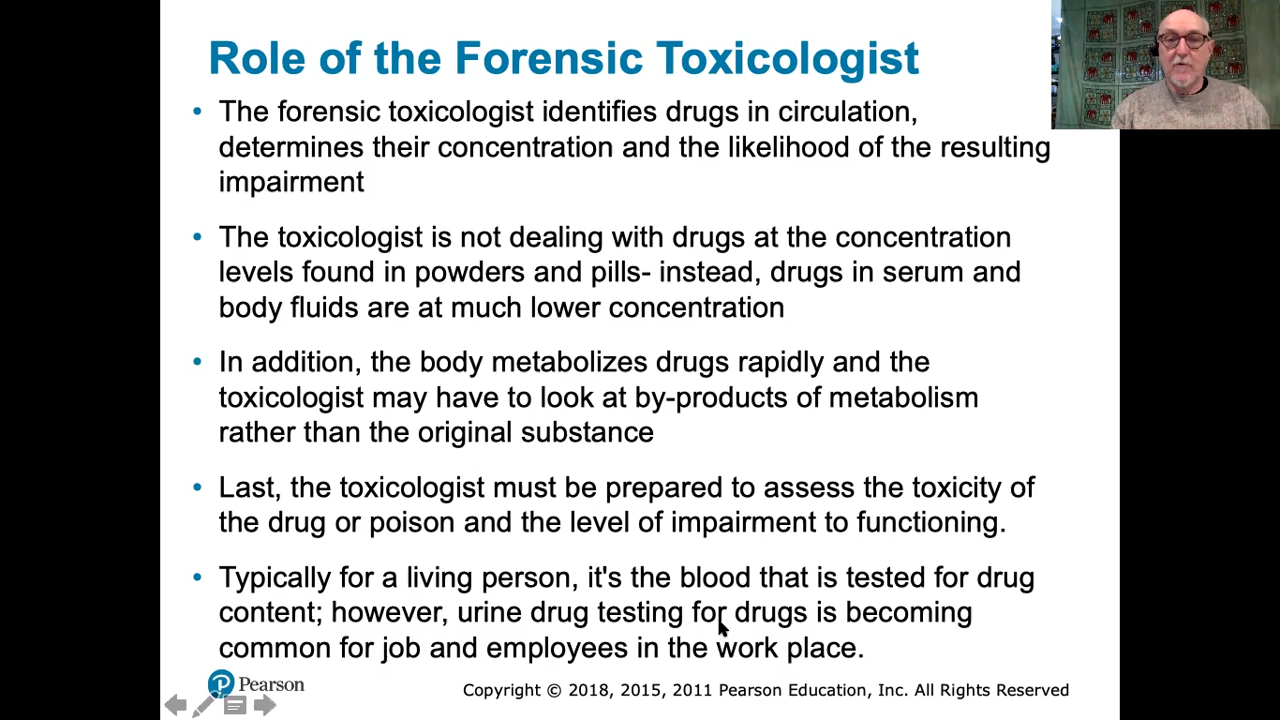 Role of the Forensic Toxicologist
• The forensic toxicologist identifies drugs in circulation,
determines their concentration and the likelihood of the resulting
impairment
• The toxicologist is not dealing with drugs at the concentration
levels found in powders and pills- instead, drugs in serum and
body fluids are at much lower concentration
• In addition, the body metabolizes drugs rapidly and the
toxicologist may have to look at by-products of metabolism
rather than the original substance
• Last, the toxicologist must be prepared to assess the toxicity of
the drug or poison and the level of impairment to functioning.
• Typically for a living person, it's the blood that is tested for drug
content; however, urine drug testing for drugs is becoming
common for job and employees in the work place.
P Pearson
Copyright © 2018, 2015, 2011 Pearson Education, Inc. All Rights Reserved